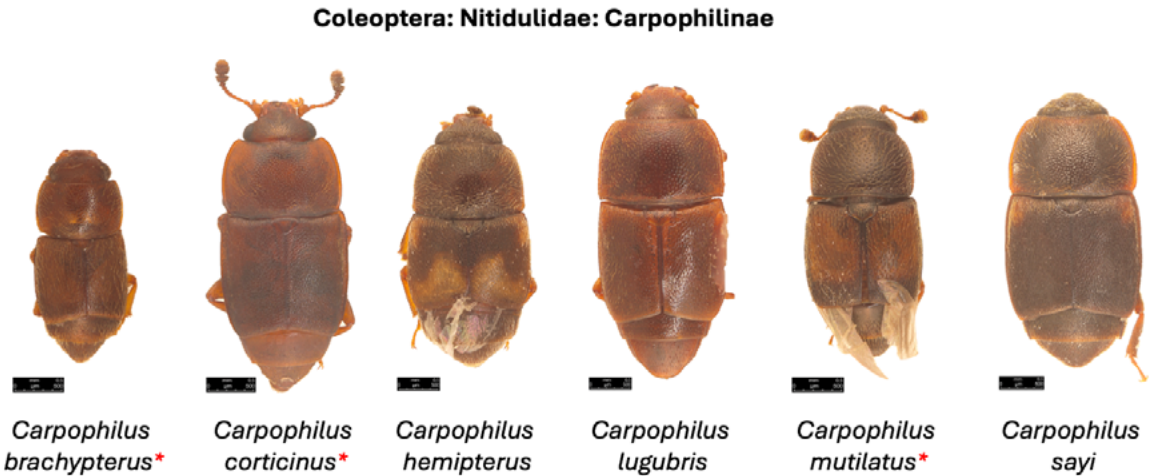 Coleoptera: Nitidulidae: Carpophilinae
Carpophilus
brachypterus*
Carpophilus
corticinus*
Carpophilus
hemipterus
Carpophilus
lugubris
Carpophilus
mutilatus*
Carpophilus
sayi